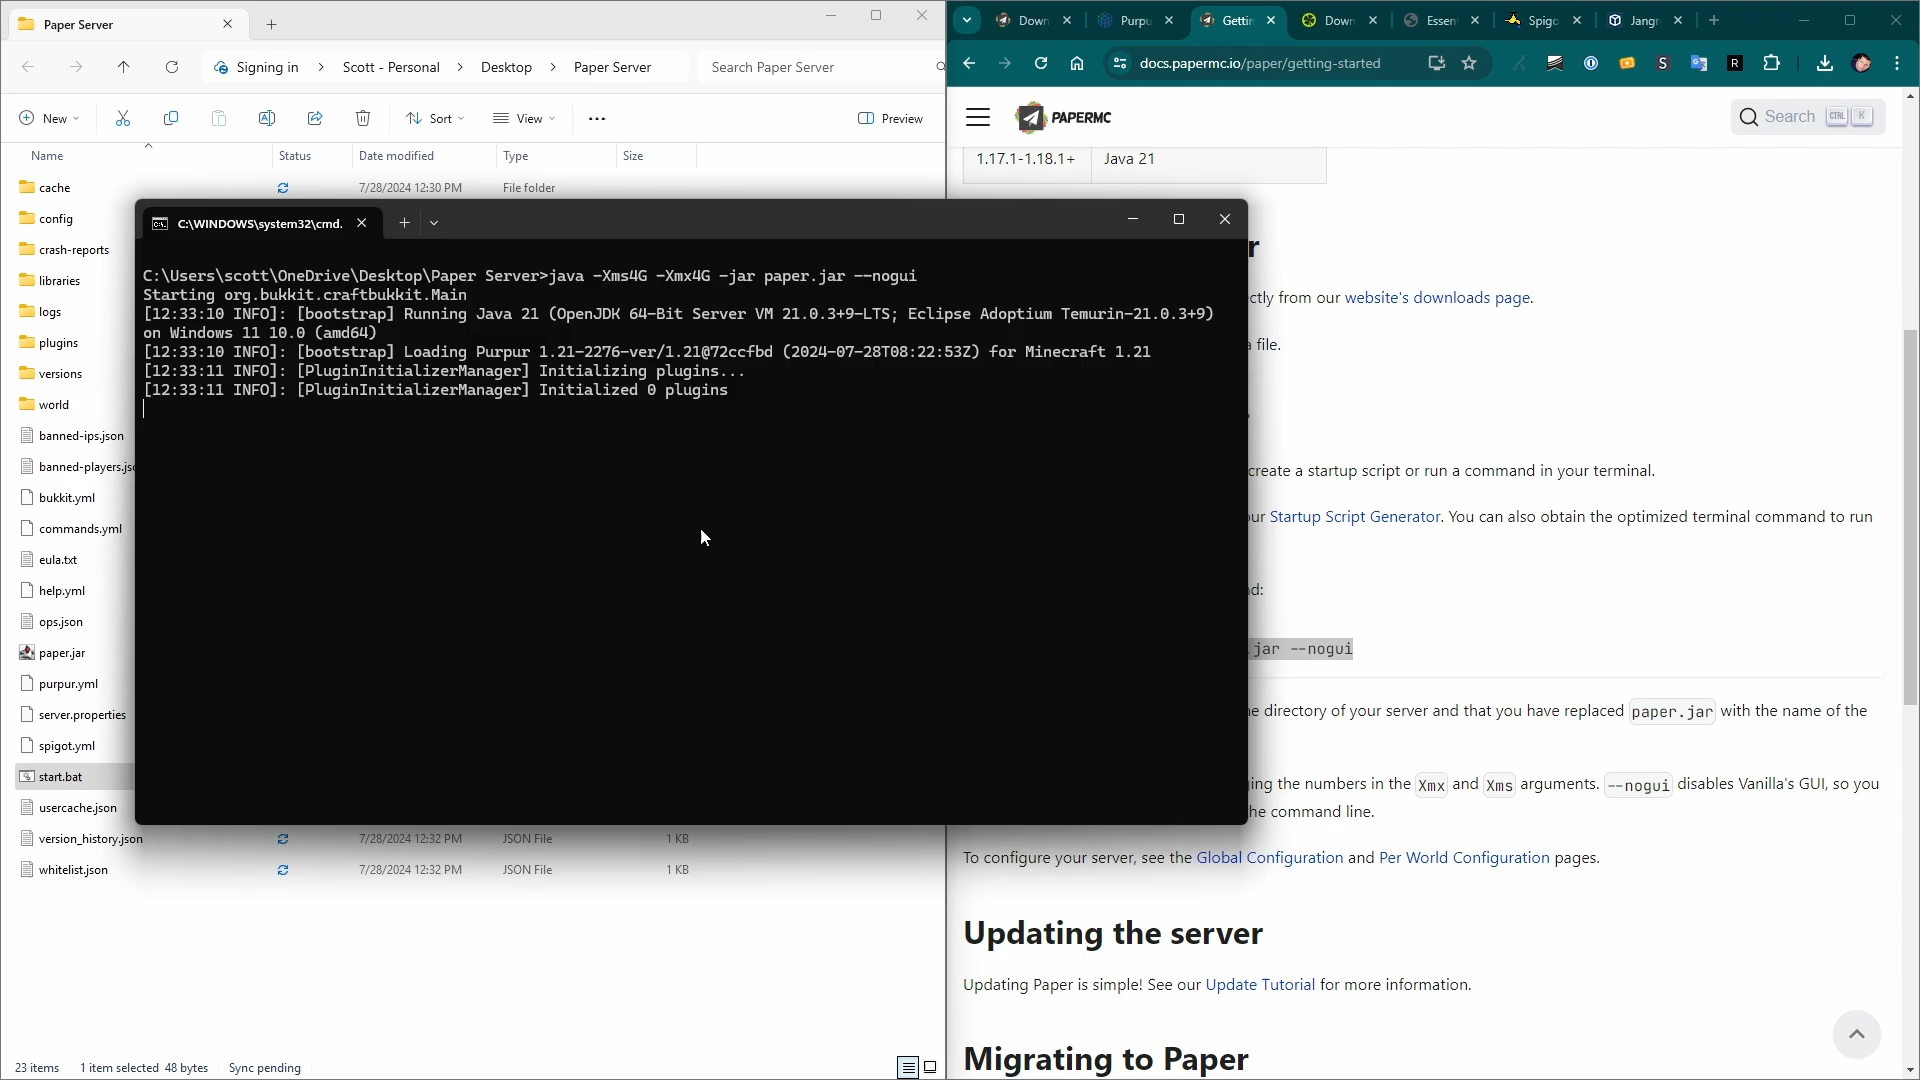 Paper Server
Signing in
Scott - Personal
Desktop
Paper Server
Search Paper Server
New
Sort
View
Preview
Name
Status
Date modified
Type
Size
cache
7/28/2024 12:30 PM
File folder
config
crash-reports
libraries
logs
plugins
versions
world
banned-ips.json
banned-players.jso
bukkit.yml
commands.yml
eula.txt
help.yml
ops.json
paper.jar
purpur.yml
server.properties
spigot.yml
start.bat
usercache.json
version_history.json
7/28/2024 12:32 PM
JSON File
1 KB
whitelist.json
7/28/2024 12:32 PM
JSON File
1 KB
23 items
1 item selected 48 bytes
Sync pending
C:\WINDOWS\system32\cmd.
C:\Users\scott\OneDrive\Desktop\Paper Server>java -Xms4G -Xmx4G -jar paper.jar --nogui
Starting org.bukkit.craftbukkit.Main
[12:33:10 INFO]: [bootstrap] Running Java 21 (OpenJDK 64-Bit Server VM 21.0.3+9-LTS; Eclipse Adoptium Temurin-21.0.3+9)
on Windows 11 10.0 (amd64)
[12:33:10 INFO]: [bootstrap] Loading Purpur 1.21-2276-ver/1.21@72ccfbd (2024-07-28T08:22:53Z) for Minecraft 1.21
[12:33:11 INFO]: [PluginInitializerManager] Initializing plugins...
[12:33:11 INFO]: [PluginInitializerManager] Initialized 0 plugins
Down
Purpu
Gettin
Down
Essen
Spigo
Jangr
docs.papermc.io/paper/getting-started
S
R
PAPERMC
Search CTRL K
1.17.1-1.18.1+ Java 21
r
ctly from our website's downloads page.
a file.
create a startup script or run a command in your terminal.
our Startup Script Generator. You can also obtain the optimized terminal command to run
nd:
.jar --nogui
he directory of your server and that you have replaced paper.jar with the name of the
ging the numbers in the Xmx and Xms arguments. --nogui disables Vanilla's GUI, so you
he command line.
To configure your server, see the Global Configuration and Per World Configuration pages.
Updating the server
Updating Paper is simple! See our Update Tutorial for more information.
Migrating to Paper